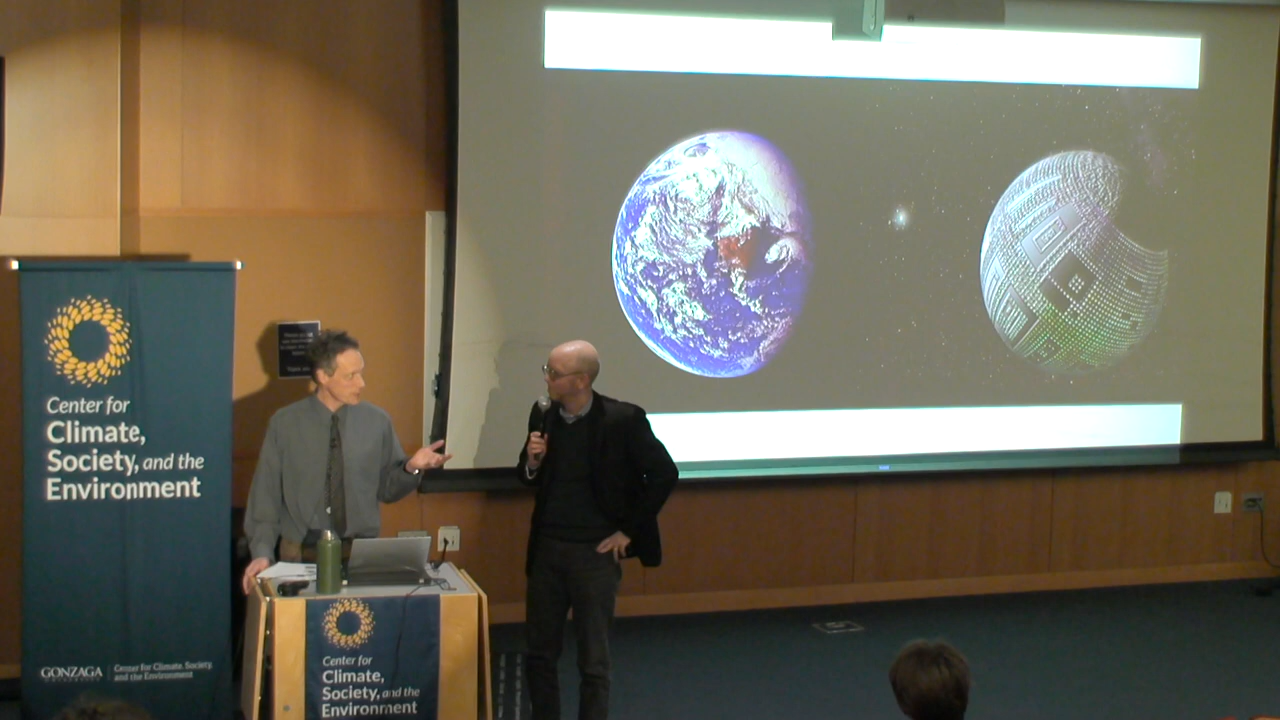 Center for
Climate,
Society, and the
Environment
GONZAGA
Center for Climate, Society,
and the Environment
Center for
Climate,
Society, and the
Environment